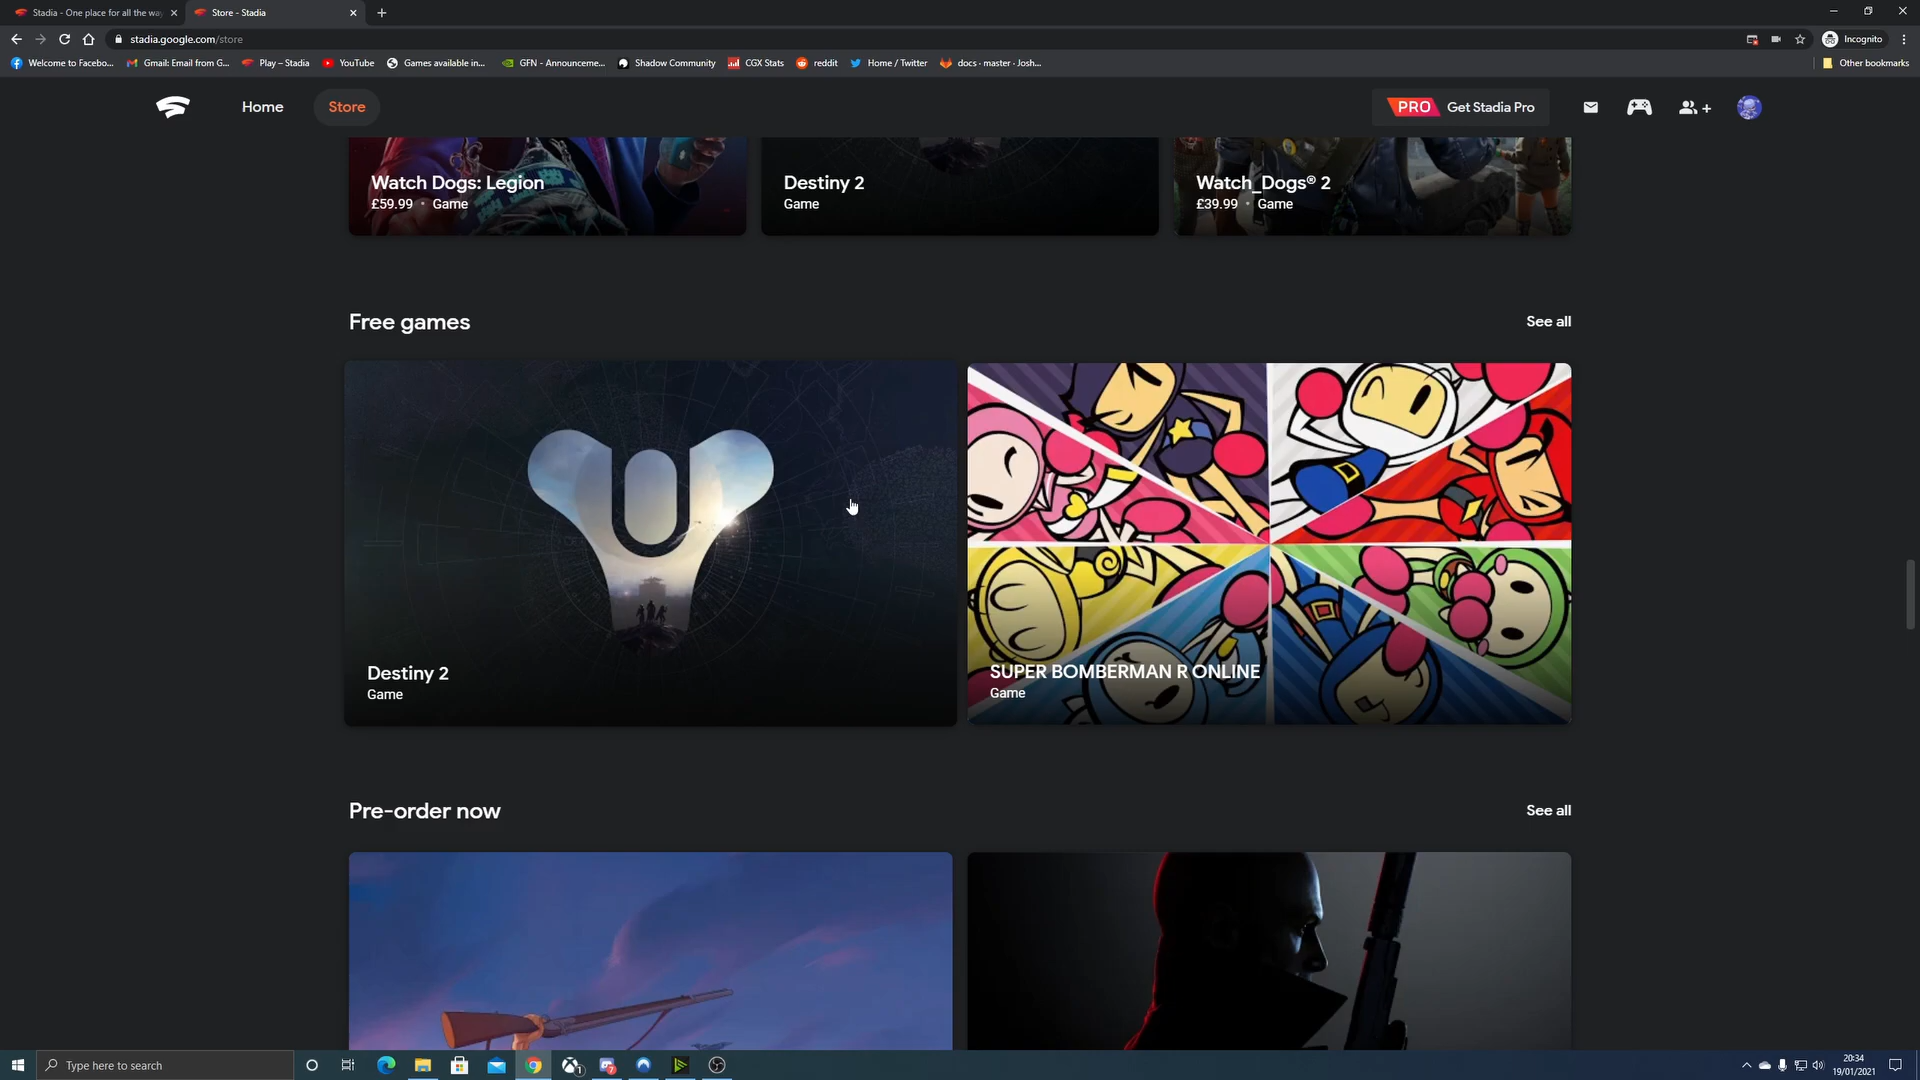 Stadia - One place for all the wa
Store - Stadia
stadia.google.com/store
Incognito
Welcome to Facebo...
Gmail: Email from G...
Play – Stadia
YouTube
Games available in...
GFN - Announceme...
Shadow Community
CGX Stats
reddit
Home / Twitter
docs · master · Josh...
Other bookmarks
Home
Store
PRO
Get Stadia Pro
Watch Dogs: Legion
£59.99 • Game
Destiny 2
Game
Watch_Dogs® 2
£39.99 • Game
Free games
See all
Destiny 2
Game
SUPER BOMBERMAN R ONLINE
Game
Pre-order now
See all
Type here to search
1
7
20:34
19/01/2021